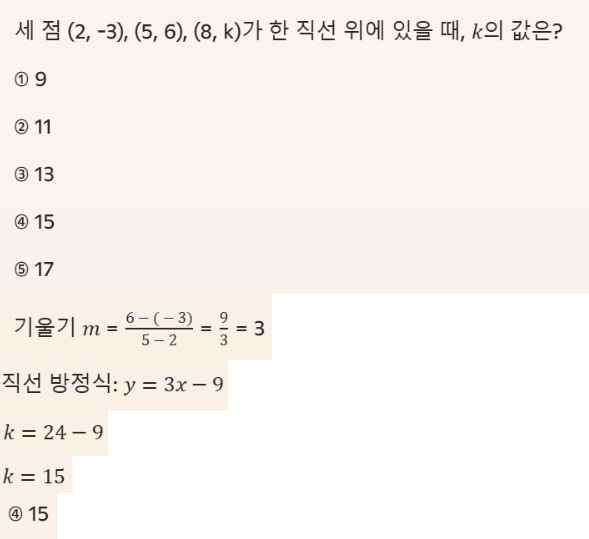 세 점 (2, -3), (5, 6), (8, k)가 한 직선 위에 있을 때, k의 값은?
① 9
② 11
③ 13
④ 15
⑤ 17
기울기 m = \frac{6-(-3)}{5-2} = \frac{9}{3} = 3
직선 방정식: y = 3x − 9
k = 24 − 9
k = 15
④ 15